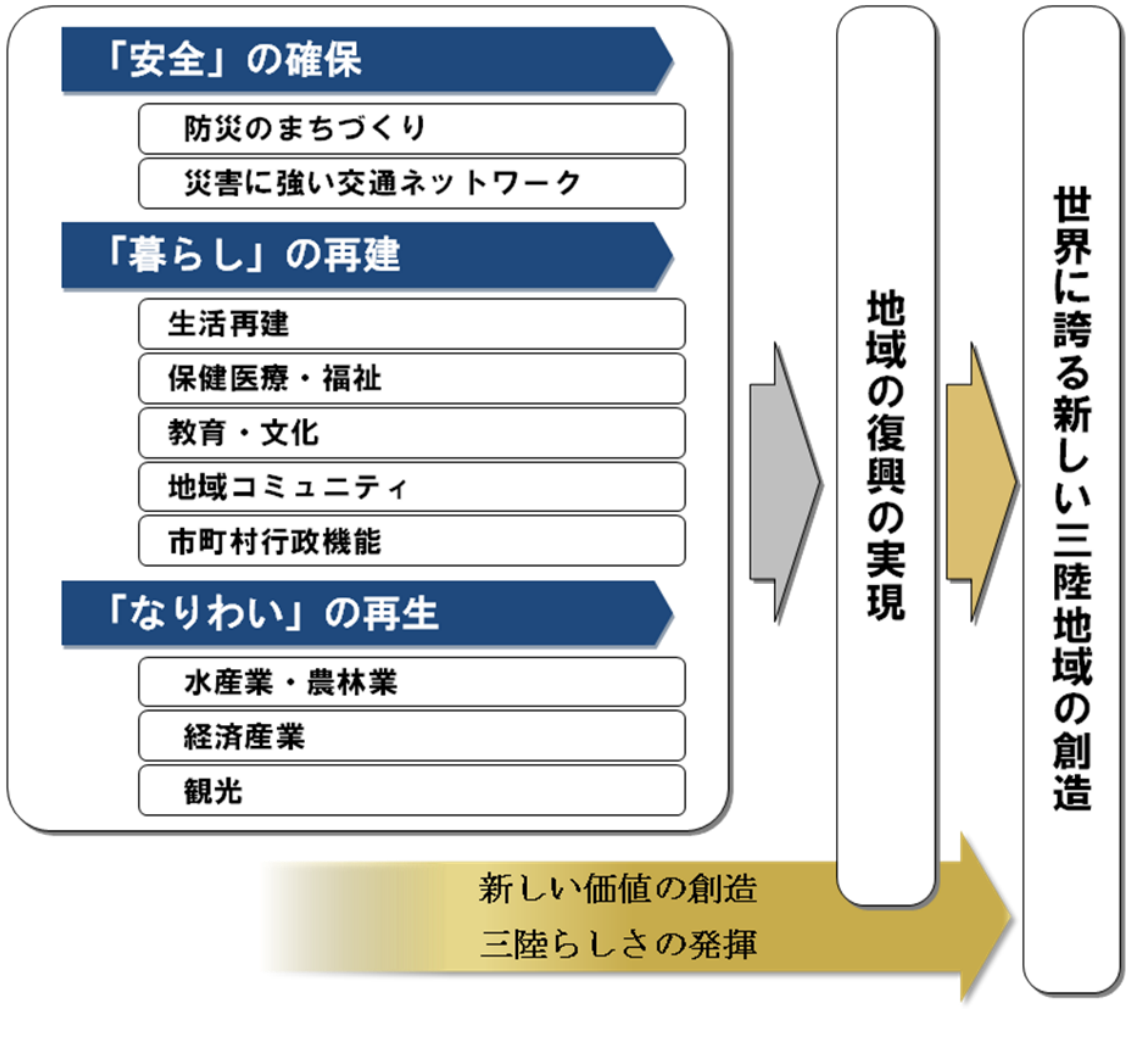 「安全」の確保
防災のまちづくり
災害に強い交通ネットワーク
「暮らし」の再建
生活再建
保健医療・福祉
教育・文化
地域コミュニティ
市町村行政機能
「なりわい」の再生
水産業・農林業
経済産業
観光
地域の復興の実現
世界に誇る新しい三陸地域の創造
新しい価値の創造
三陸らしさの発揮